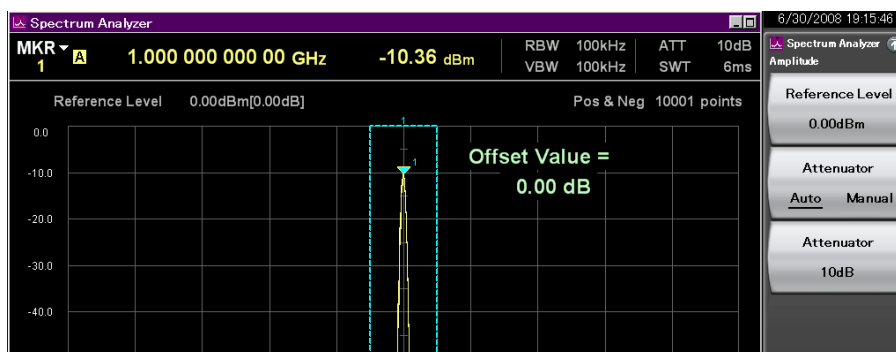 Spectrum Analyzer
6/30/2008 19:15:46
MKR
1
A
1.000 000 000 00 GHz
-10.36 dBm
RBW 100kHz
VBW 100kHz
ATT 10dB
SWT 6ms
Reference Level 0.00dBm[0.00dB]
Pos & Neg 10001 points
1
1
0.0
-10.0
-20.0
-30.0
-40.0
Offset Value =
0.00 dB
Spectrum Analyzer
Amplitude
Reference Level
0.00dBm
Attenuator
Auto Manual
Attenuator
10dB